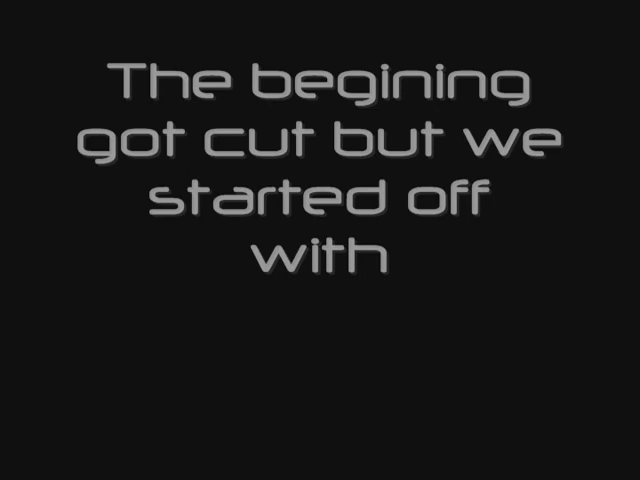 The begining
got cut but we
started off
with